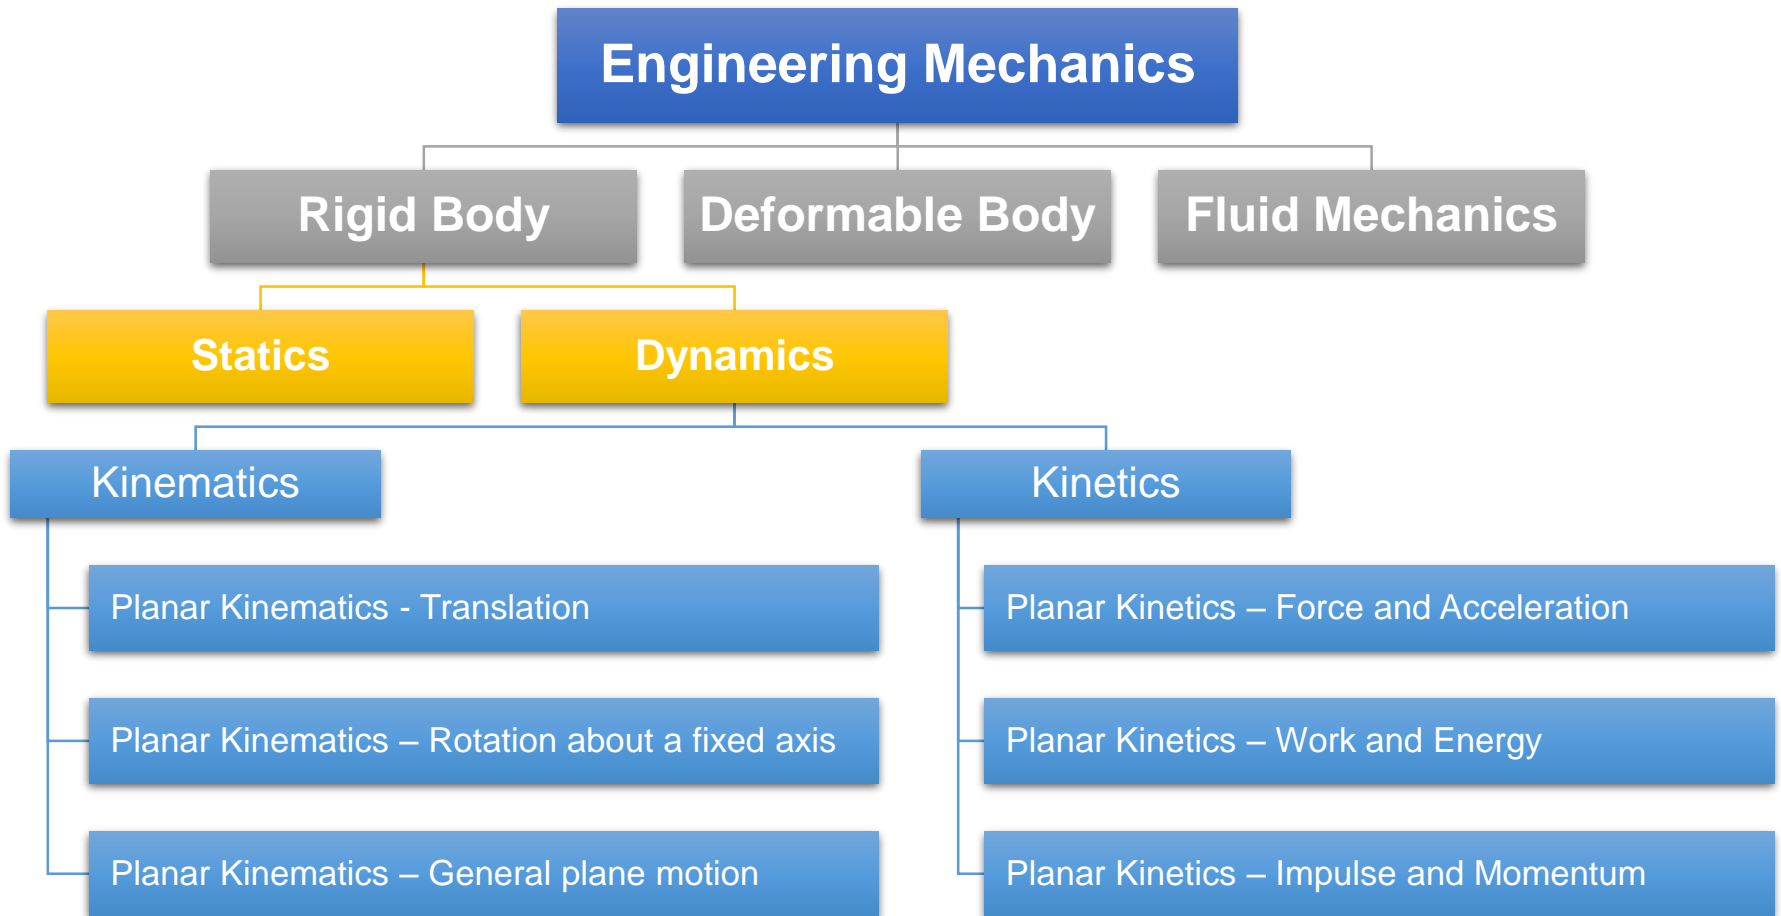 Engineering Mechanics
Rigid Body
Deformable Body
Fluid Mechanics
Statics
Dynamics
Kinematics
Kinetics
Planar Kinematics - Translation
Planar Kinetics – Force and Acceleration
Planar Kinematics – Rotation about a fixed axis
Planar Kinetics – Work and Energy
Planar Kinematics – General plane motion
Planar Kinetics – Impulse and Momentum